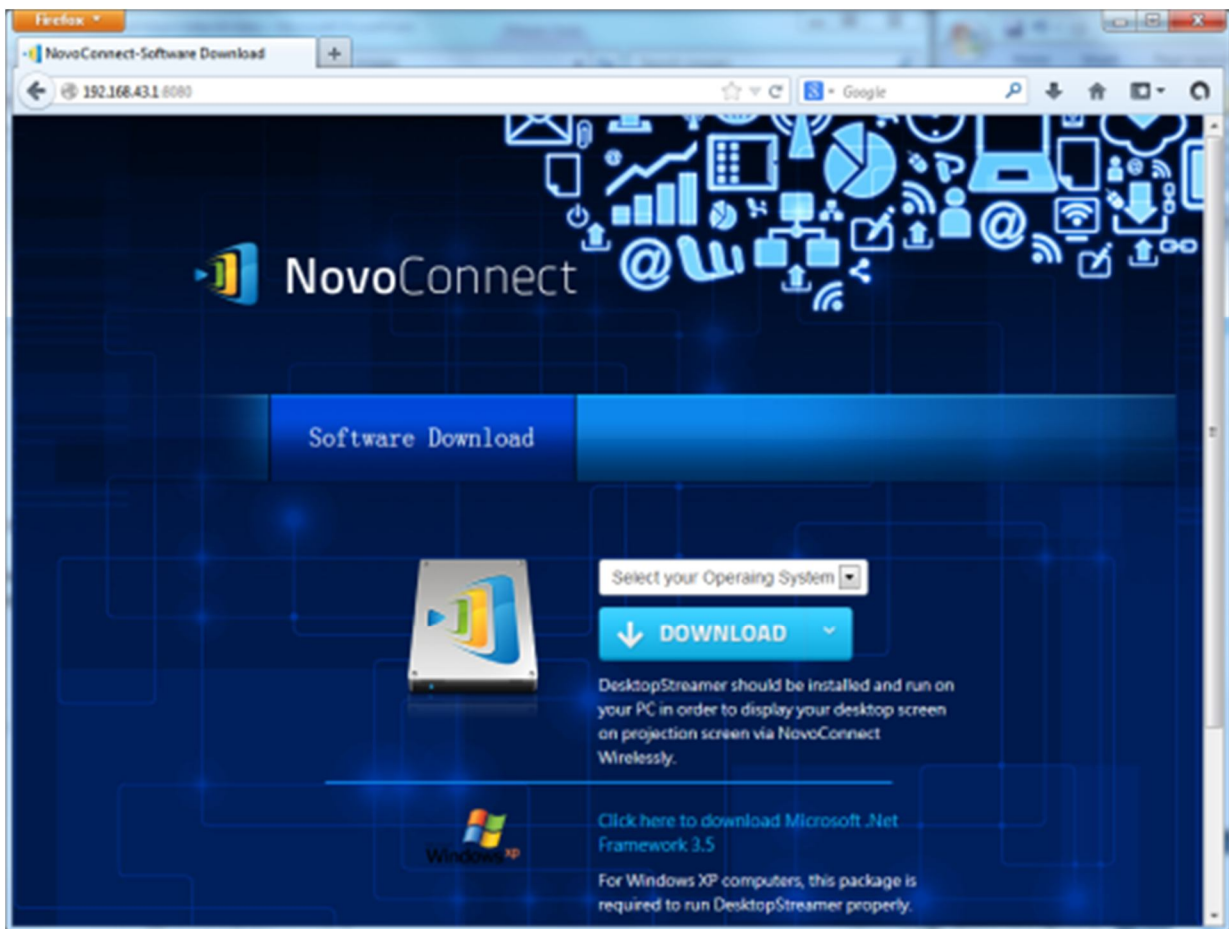 Firefox
NovoConnect-Software Download
192.168.43.1:8080
Google
NovoConnect
Software Download
Select your Operaing System
DOWNLOAD
DesktopStreamer should be installed and run on
your PC in order to display your desktop screen
on projection screen via NovoConnect
Wirelessly.
Windows xp
Click here to download Microsoft .Net
Framework 3.5
For Windows XP computers, this package is
required to run DesktopStreamer properly.